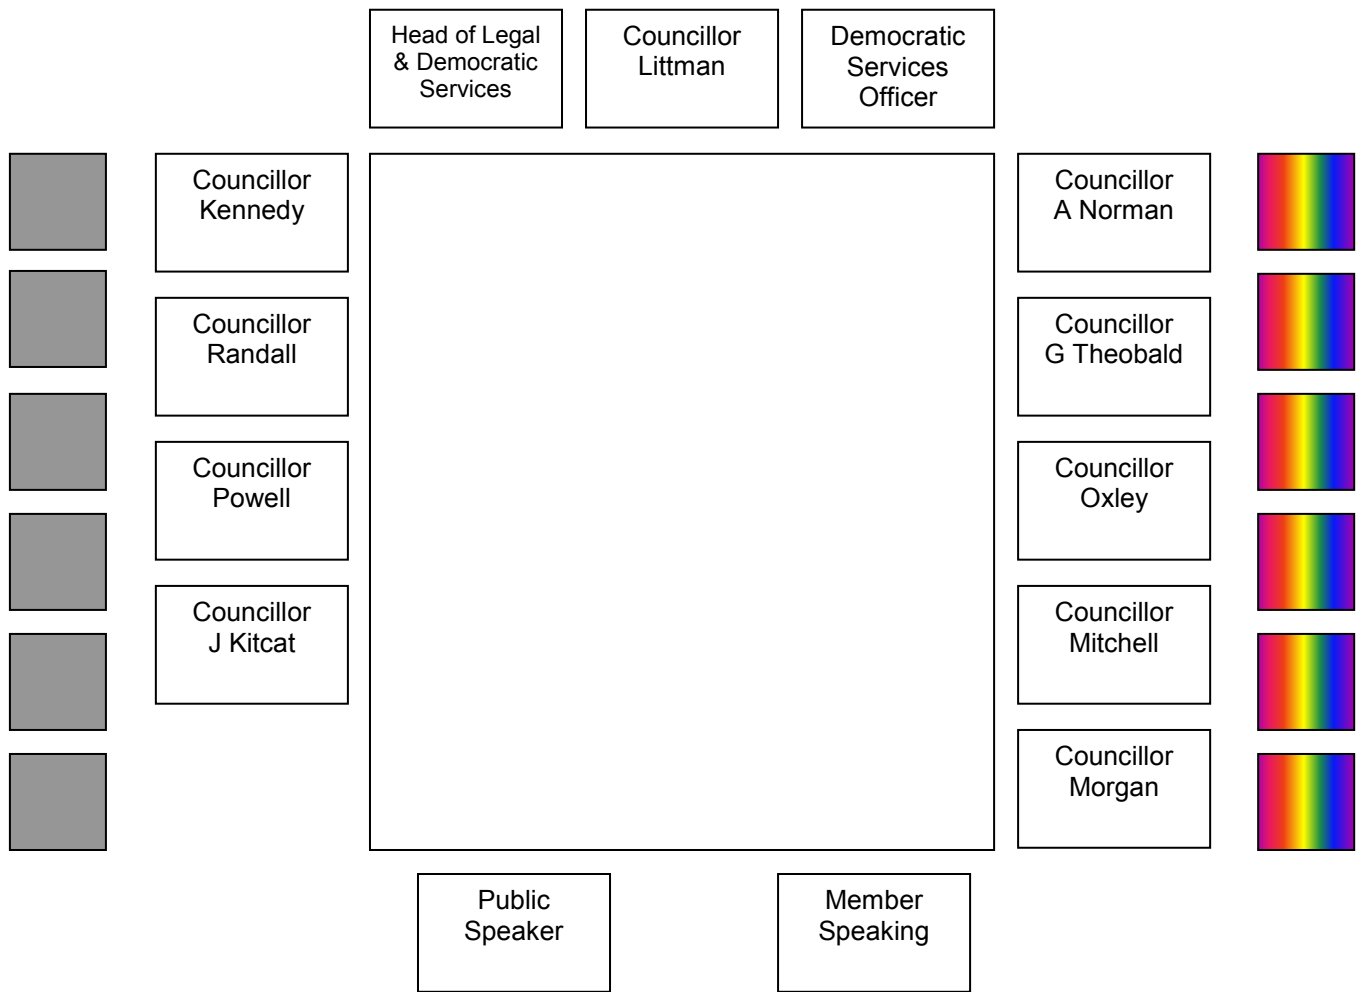 Head of Legal
& Democratic
Services
Councillor
Littman
Democratic
Services
Officer
Councillor
Kennedy
Councillor
A Norman
Councillor
Randall
Councillor
G Theobald
Councillor
Powell
Councillor
Oxley
Councillor
J Kitcat
Councillor
Mitchell
Councillor
Morgan
Public
Speaker
Member
Speaking